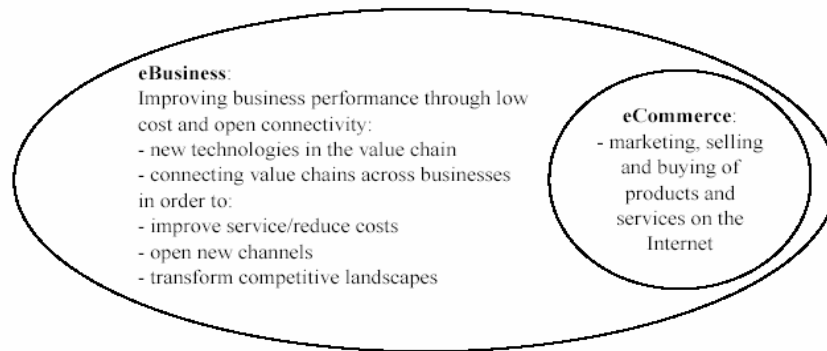 eBusiness:
Improving business performance through low
cost and open connectivity:
- new technologies in the value chain
- connecting value chains across businesses
in order to:
- improve service/reduce costs
- open new channels
- transform competitive landscapes
eCommerce:
- marketing, selling
and buying of
products and
services on the
Internet